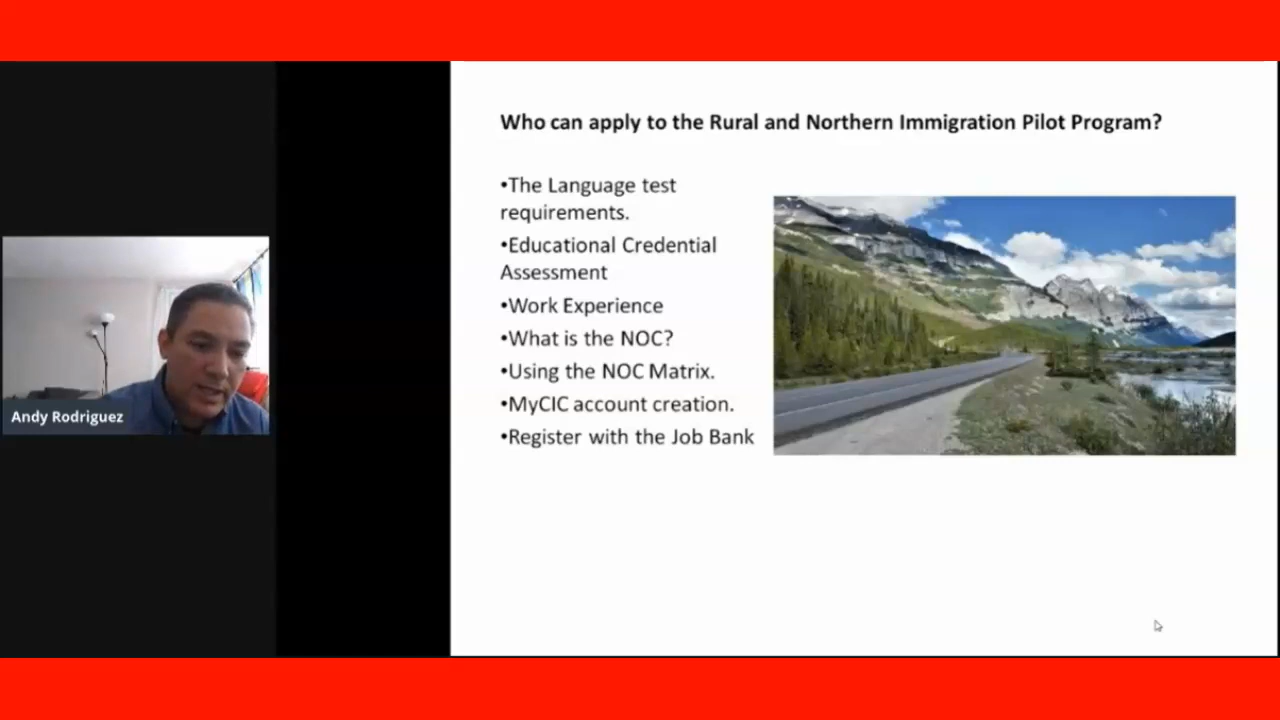 Who can apply to the Rural and Northern Immigration Pilot Program?
•The Language test
requirements.
•Educational Credential
Assessment
•Work Experience
•What is the NOC?
•Using the NOC Matrix.
•MyCIC account creation.
•Register with the Job Bank
Andy Rodriguez